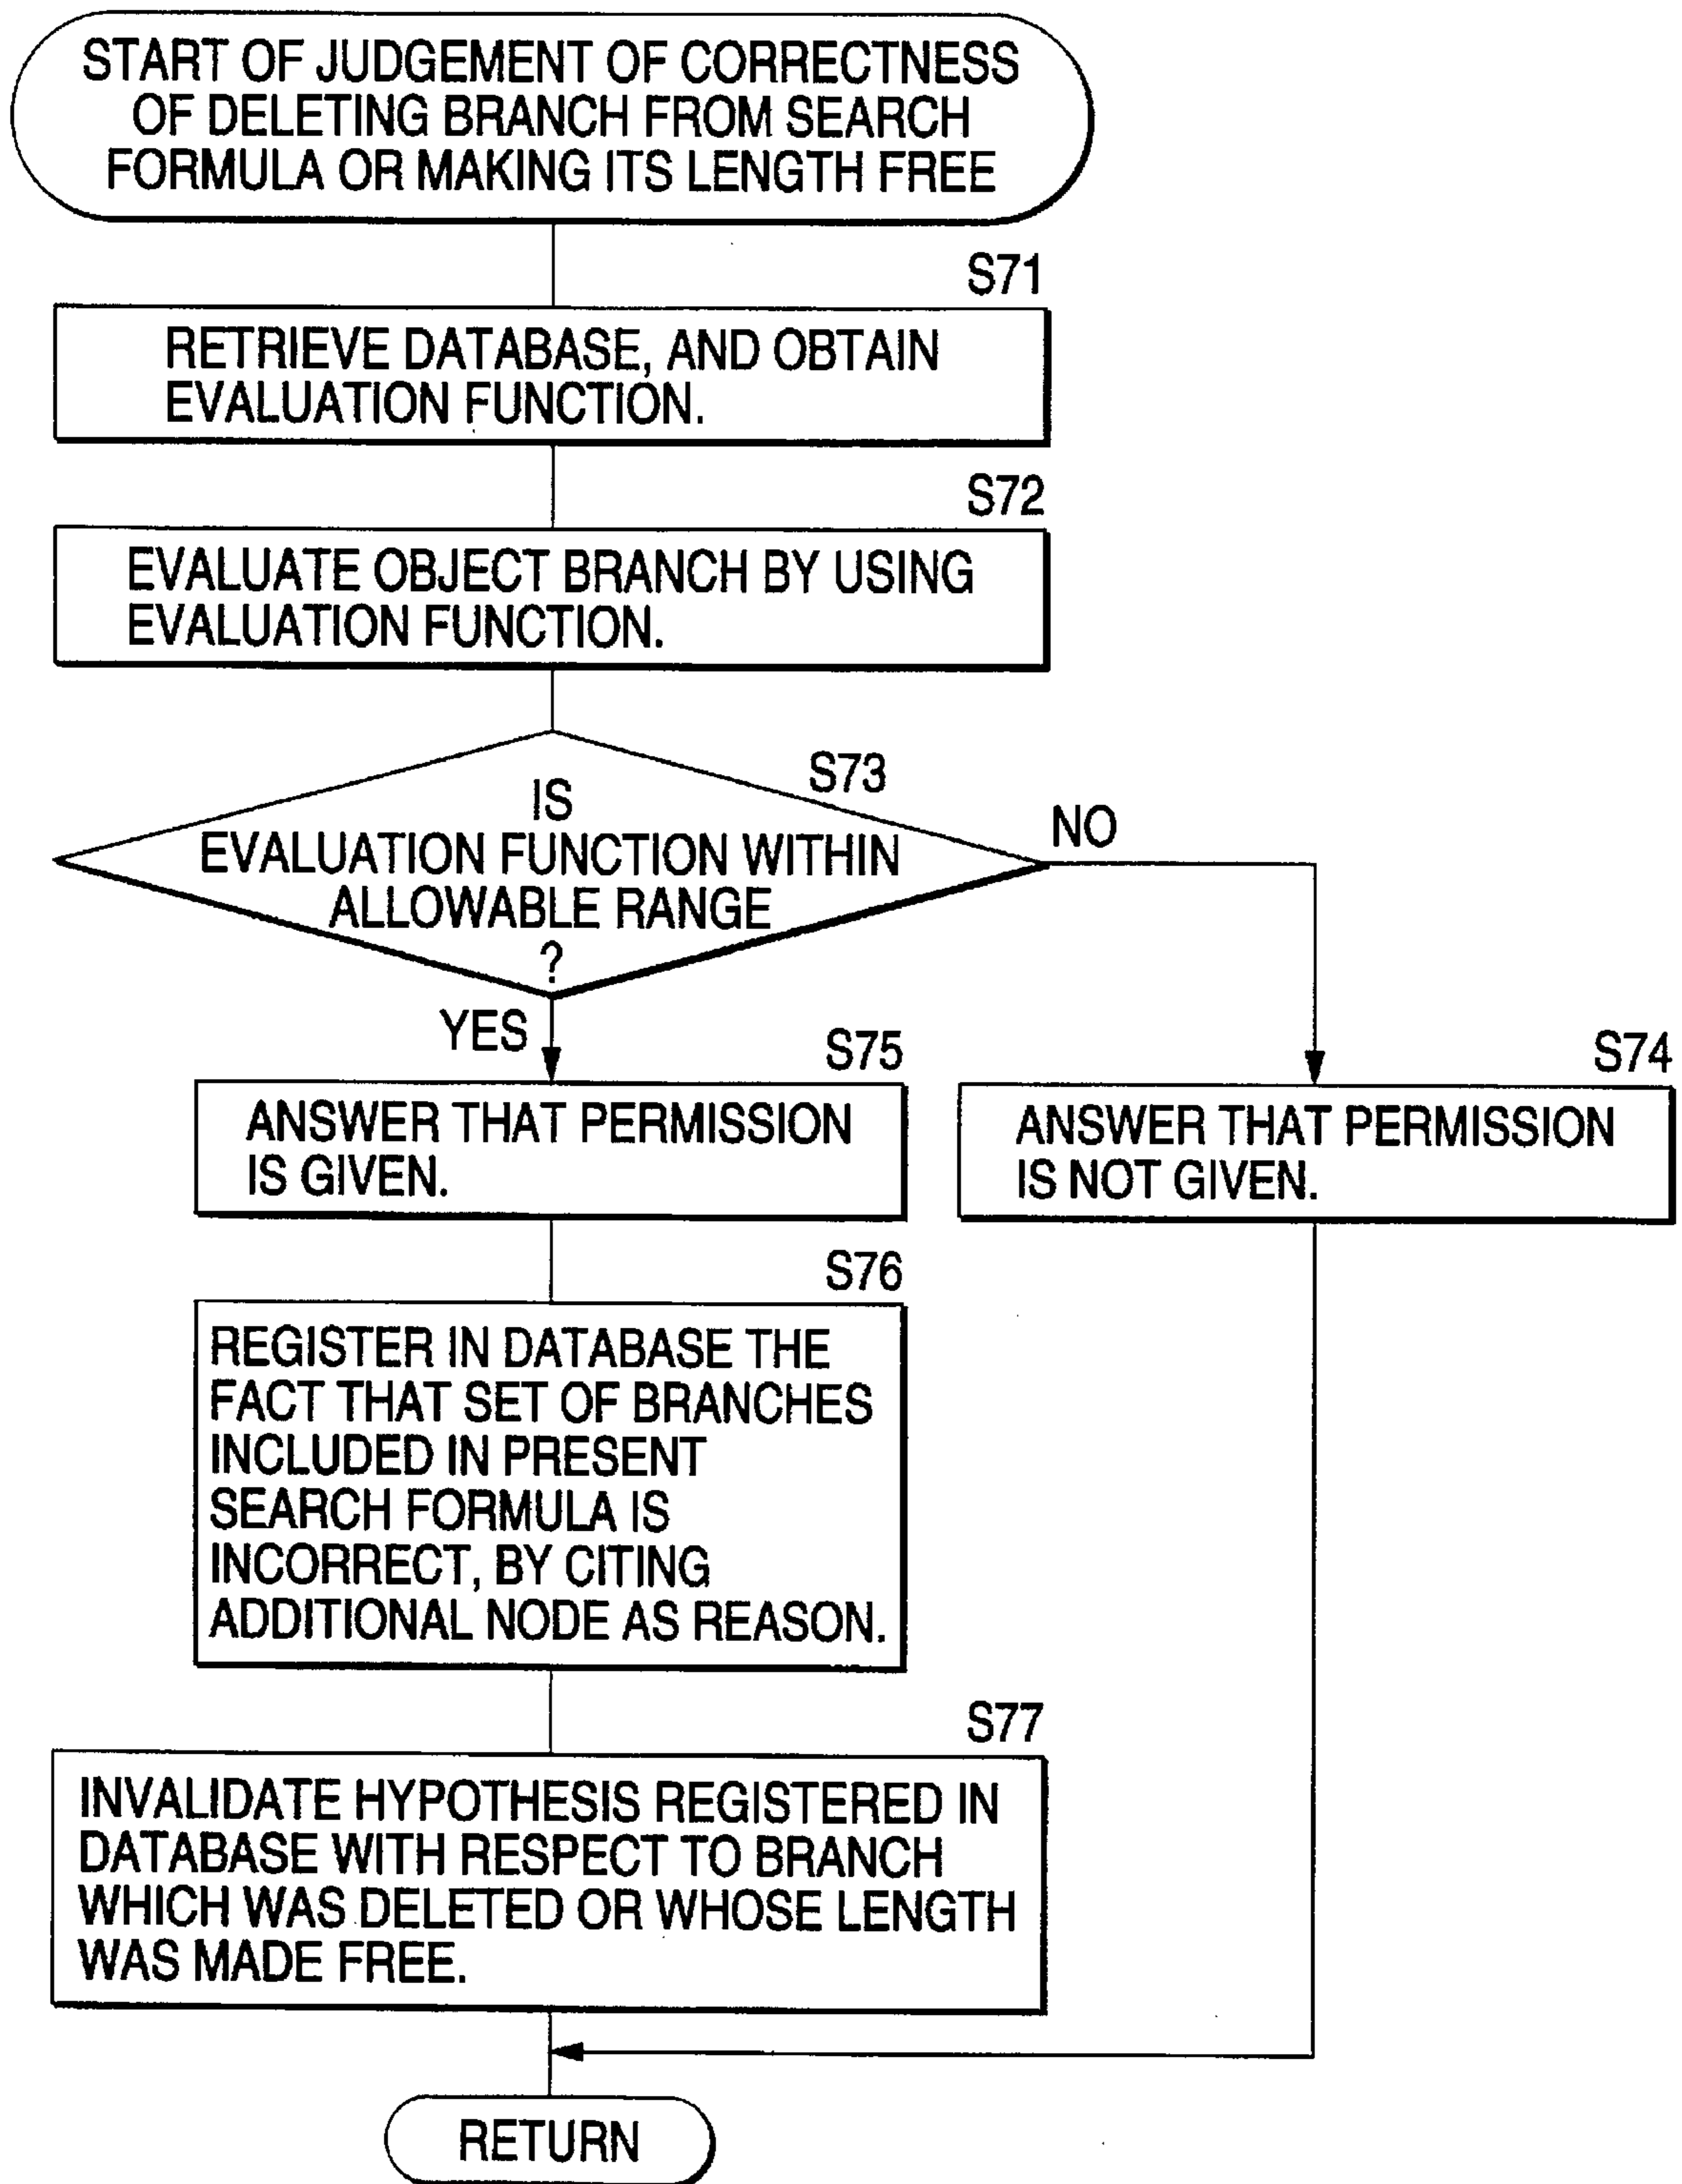 START OF JUDGEMENT OF CORRECTNESS
OF DELETING BRANCH FROM SEARCH
FORMULA OR MAKING ITS LENGTH FREE
S71
RETRIEVE DATABASE, AND OBTAIN
EVALUATION FUNCTION.
S72
EVALUATE OBJECT BRANCH BY USING
EVALUATION FUNCTION.
S73
IS
EVALUATION FUNCTION WITHIN
ALLOWABLE RANGE
?
NO
YES
S75
ANSWER THAT PERMISSION
IS GIVEN.
S74
ANSWER THAT PERMISSION
IS NOT GIVEN.
S76
REGISTER IN DATABASE THE
FACT THAT SET OF BRANCHES
INCLUDED IN PRESENT
SEARCH FORMULA IS
INCORRECT, BY CITING
ADDITIONAL NODE AS REASON.
S77
INVALIDATE HYPOTHESIS REGISTERED IN
DATABASE WITH RESPECT TO BRANCH
WHICH WAS DELETED OR WHOSE LENGTH
WAS MADE FREE.
RETURN